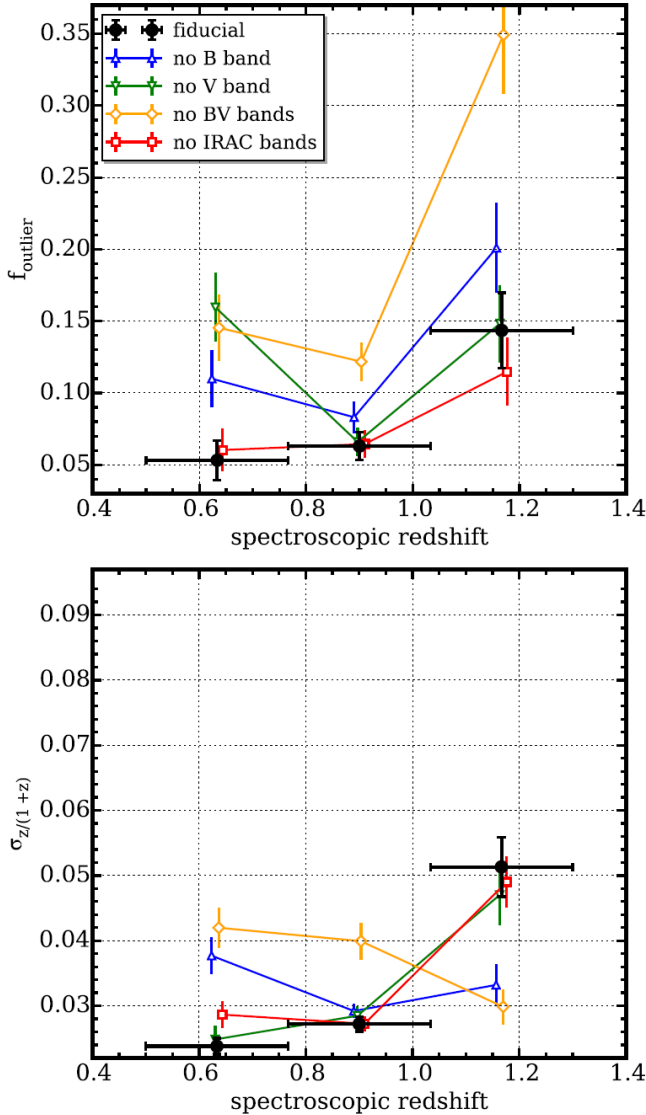 0.35
0.30
0.25
0.20
0.15
0.10
0.05
f_outlier
fiducial
no B band
no V band
no BV bands
no IRAC bands
0.4 0.6 0.8 1.0 1.2 1.4
spectroscopic redshift
0.09
0.08
0.07
0.06
0.05
0.04
0.03
σ_z/(1+z)
0.4 0.6 0.8 1.0 1.2 1.4
spectroscopic redshift